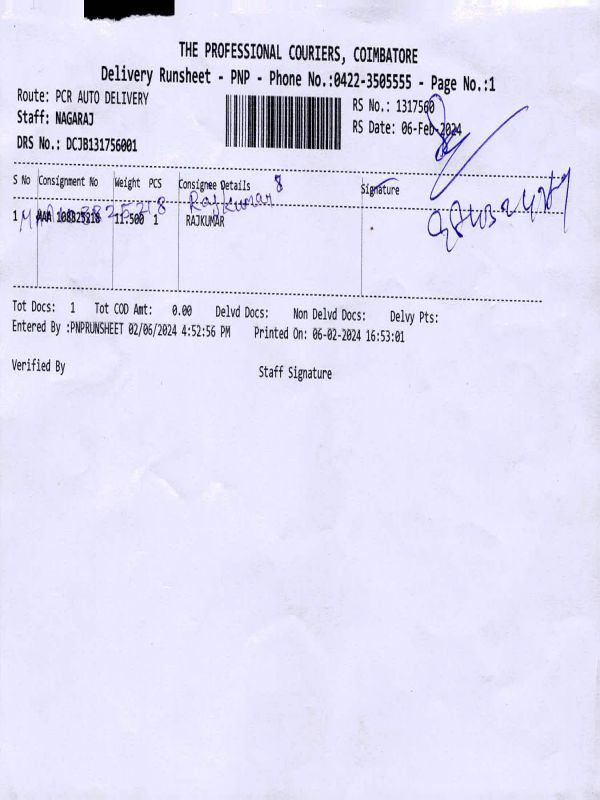 THE PROFESSIONAL COURIERS, COIMBATORE
Delivery Runsheet - PNP - Phone No.:0422-3505555 - Page No.:1
Route: PCR AUTO DELIVERY
Staff: NAGARAJ
DRS No.: DCJB131756001
RS No.: 1317560
RS Date: 06-Feb-2024
S No Consignment No Weight PCS Consignee Details Signature
Rajkumar
1 11.500 1 RAJKUMAR
Tot Docs: 1 Tot COD Amt: 0.00 Delvd Docs: Non Delvd Docs: Delvy Pts:
Entered By :PNPRUNSHEET 02/06/2024 4:52:56 PM Printed On: 06-02-2024 16:53:01
Verified By Staff Signature